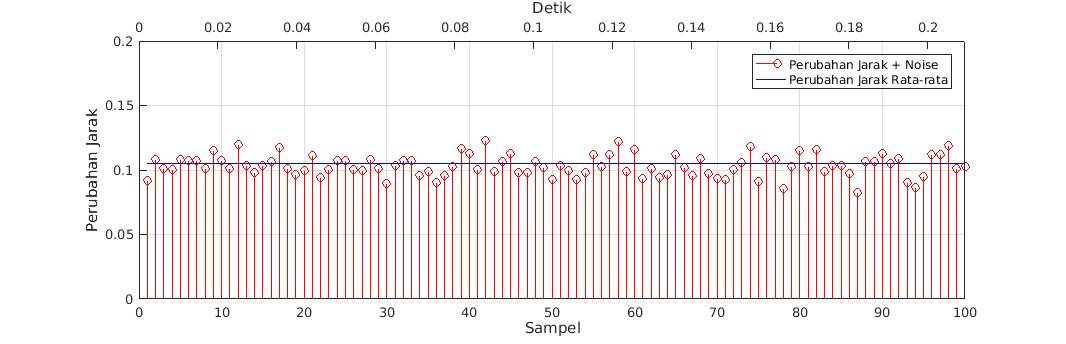 Detik
0 0.02 0.04 0.06 0.08 0.1 0.12 0.14 0.16 0.18 0.2
0.2
Perubahan Jarak + Noise
Perubahan Jarak Rata-rata
0.15
0.1
0.05
0
Perubahan Jarak
0 10 20 30 40 50 60 70 80 90 100
Sampel